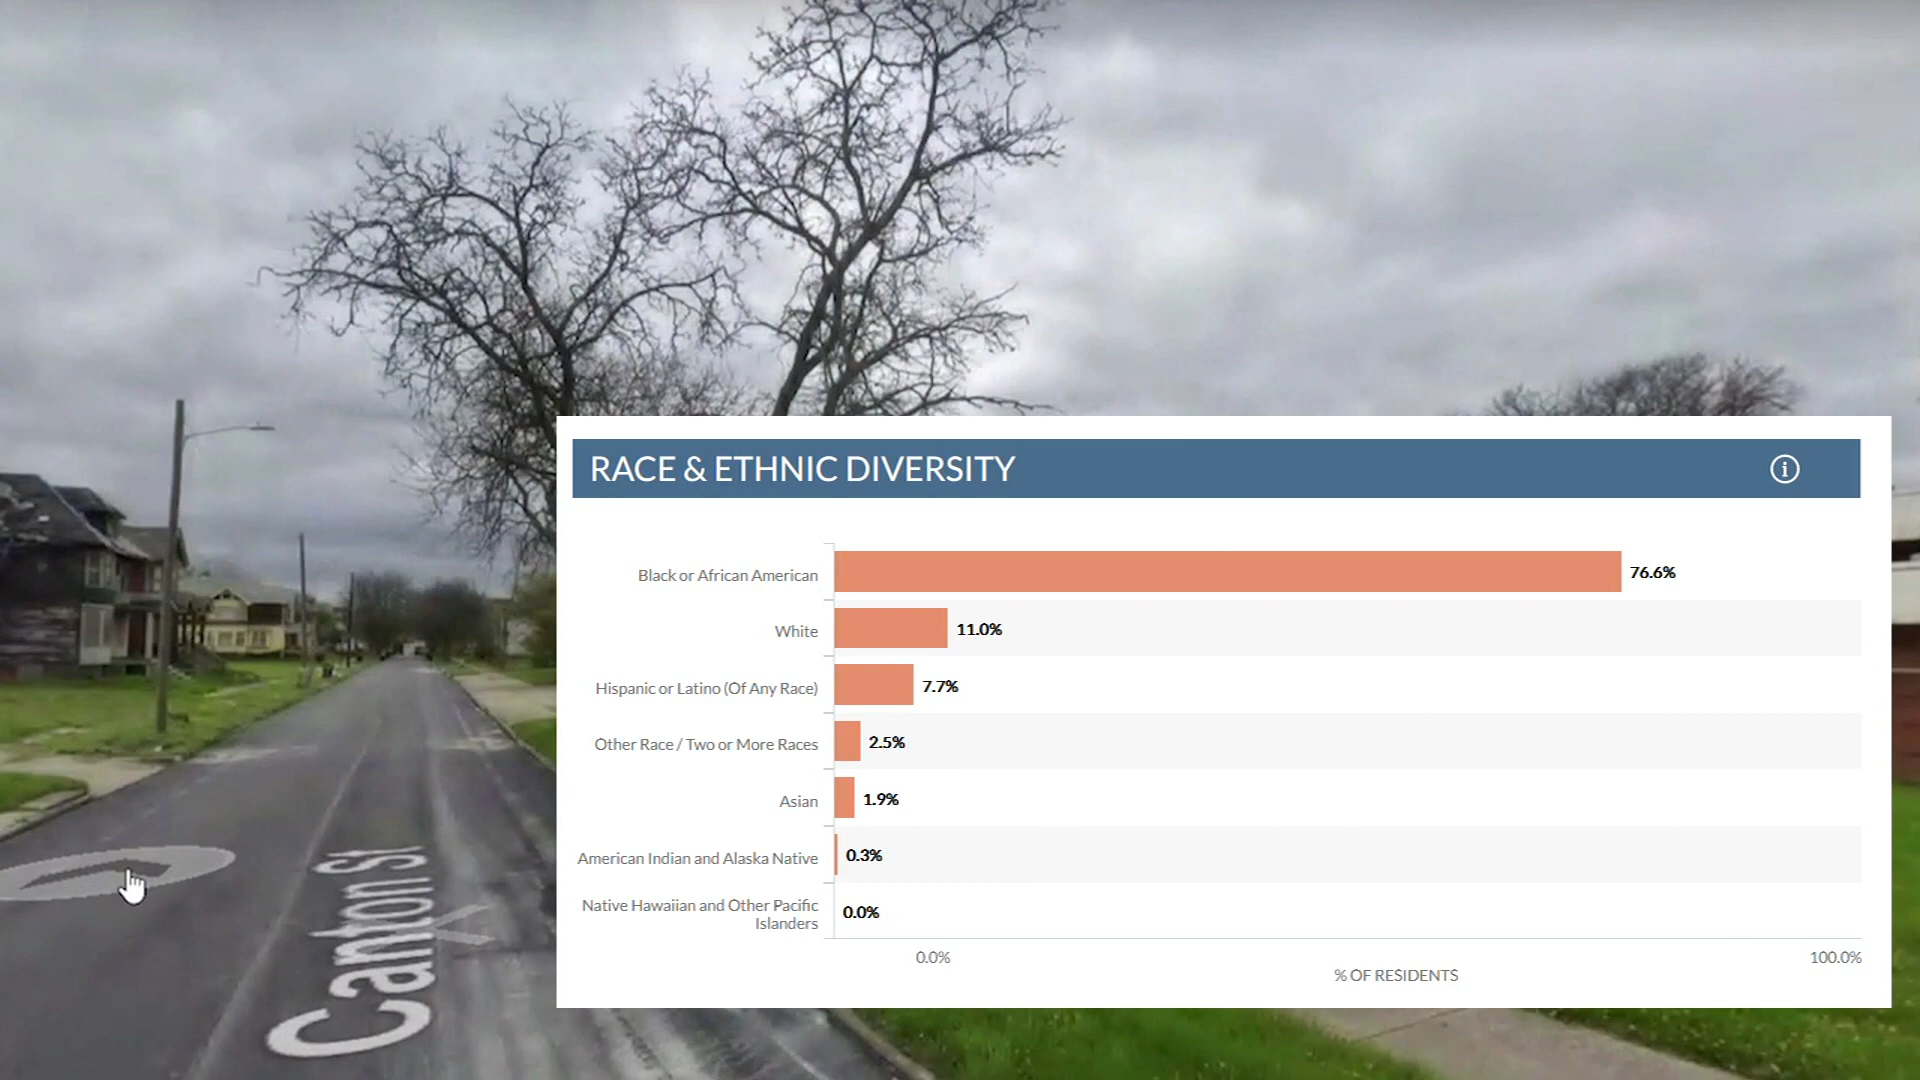 RACE & ETHNIC DIVERSITY
Black or African American 76.6%
White 11.0%
Hispanic or Latino (Of Any Race) 7.7%
Other Race / Two or More Races 2.5%
Asian 1.9%
American Indian and Alaska Native 0.3%
Native Hawaiian and Other Pacific
Islanders 0.0%
0.0% 100.0%
% OF RESIDENTS
Canton St